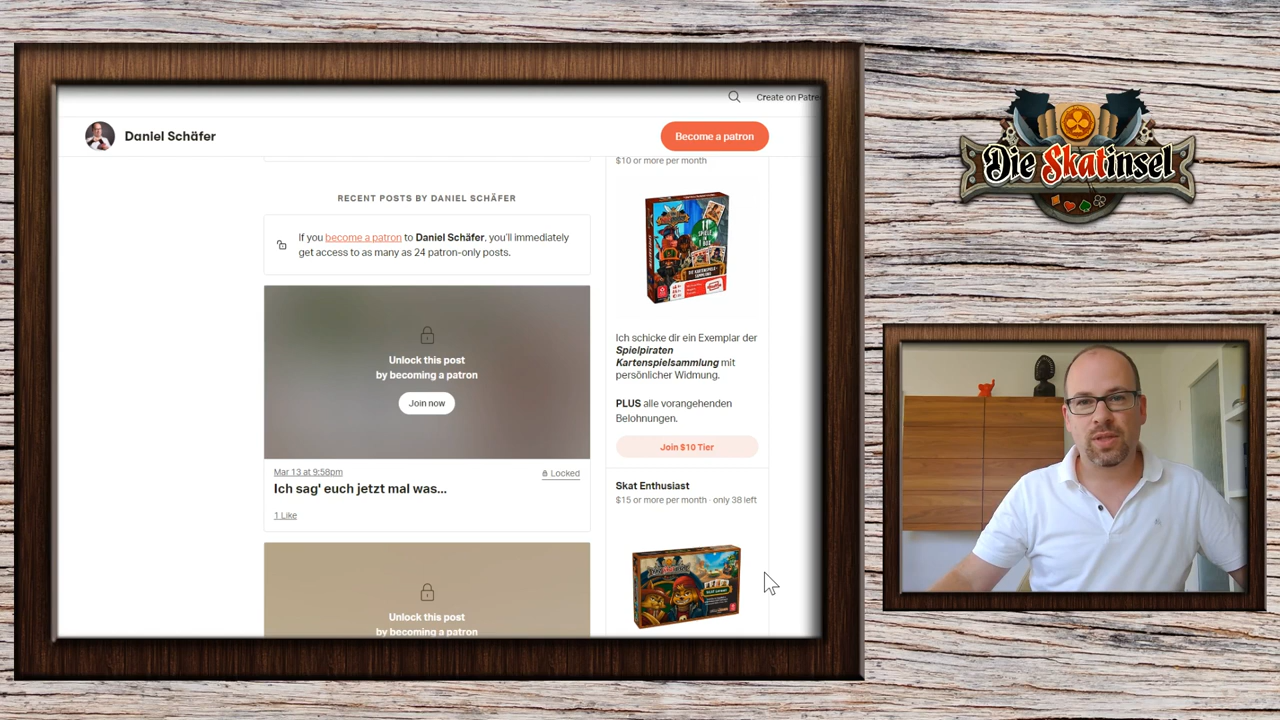 Create on Patre
Daniel Schäfer
Become a patron
$10 or more per month
RECENT POSTS BY DANIEL SCHÄFER
If you become a patron to Daniel Schäfer, you'll immediately
get access to as many as 24 patron-only posts.
Unlock this post
by becoming a patron
Join now
Mar 13 at 9:58pm
Locked
Ich sag' euch jetzt mal was...
1 Like
Unlock this post
by becoming a patron
11
SPIELE
1 BOX
Ich schicke dir ein Exemplar der
Spielpiraten
Kartenspielsammlung mit
persönlicher Widmung.
PLUS alle vorangehenden
Belohnungen.
Join $10 Tier
Skat Enthusiast
$15 or more per month · only 38 left
Die Skatinsel